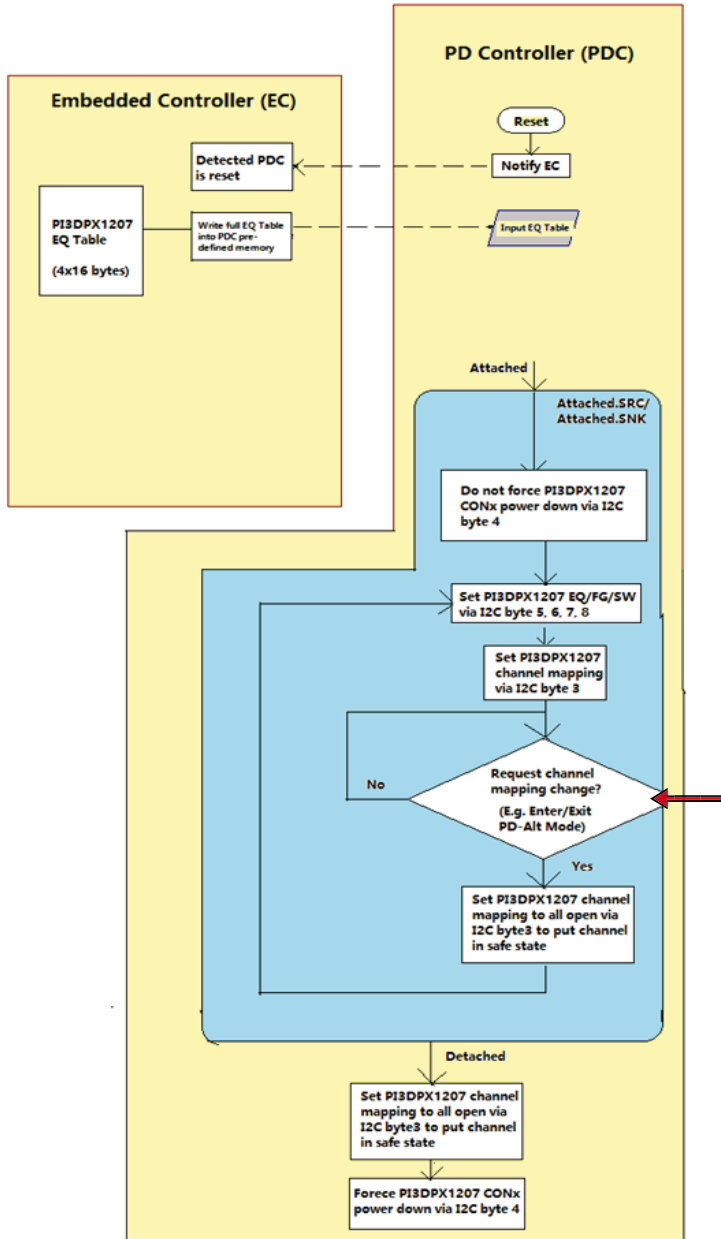 PD Controller (PDC)
Embedded Controller (EC)
Reset
Detected PDC
is reset
Notify EC
PI3DPX1207
EQ Table
(4x16 bytes)
Write full EQ Table
into PDC pre-
defined memory
Input EQ Table
Attached
Attached.SRC/
Attached.SNK
Do not force PI3DPX1207
CONx power down via I2C
byte 4
Set PI3DPX1207 EQ/FG/SW
via I2C byte 5, 6, 7, 8
Set PI3DPX1207
channel mapping
via I2C byte 3
Request channel
mapping change?
(E.g. Enter/Exit
PD-Alt Mode)
No
Yes
Set PI3DPX1207 channel
mapping to all open via
I2C byte3 to put channel
in safe state
Detached
Set PI3DPX1207 channel
mapping to all open via
I2C byte3 to put channel
in safe state
Forece PI3DPX1207 CONx
power down via I2C byte 4